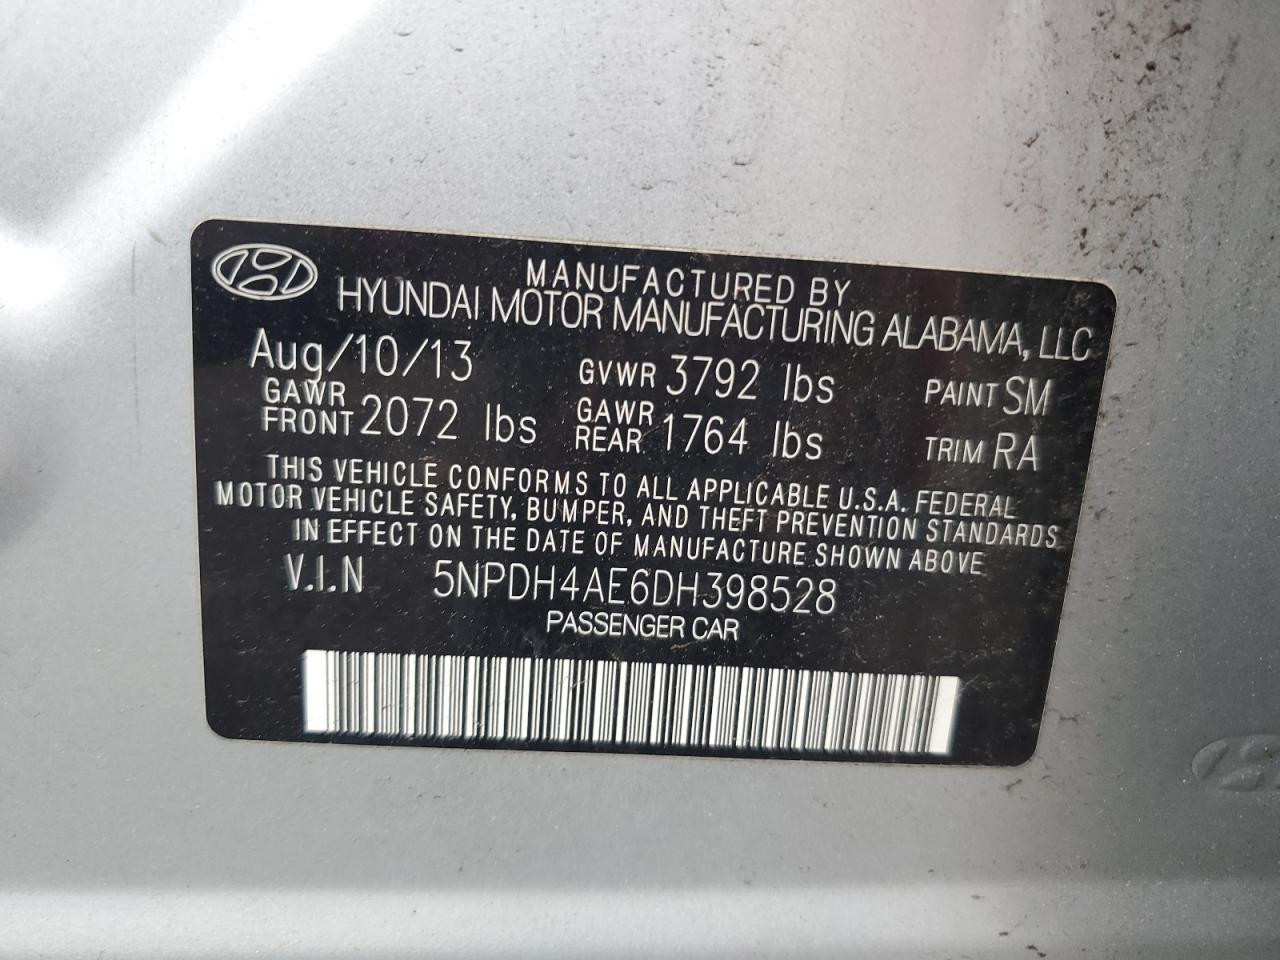 MANUFACTURED BY
HYUNDAI MOTOR MANUFACTURING ALABAMA, LLC
Aug/10/13 GVWR 3792 lbs PAINT SM
GAWR FRONT 2072 lbs GAWR REAR 1764 lbs TRIM RA
THIS VEHICLE CONFORMS TO ALL APPLICABLE U.S.A. FEDERAL
MOTOR VEHICLE SAFETY, BUMPER, AND THEFT PREVENTION STANDARDS
IN EFFECT ON THE DATE OF MANUFACTURE SHOWN ABOVE
V.I.N 5NPDH4AE6DH398528
PASSENGER CAR